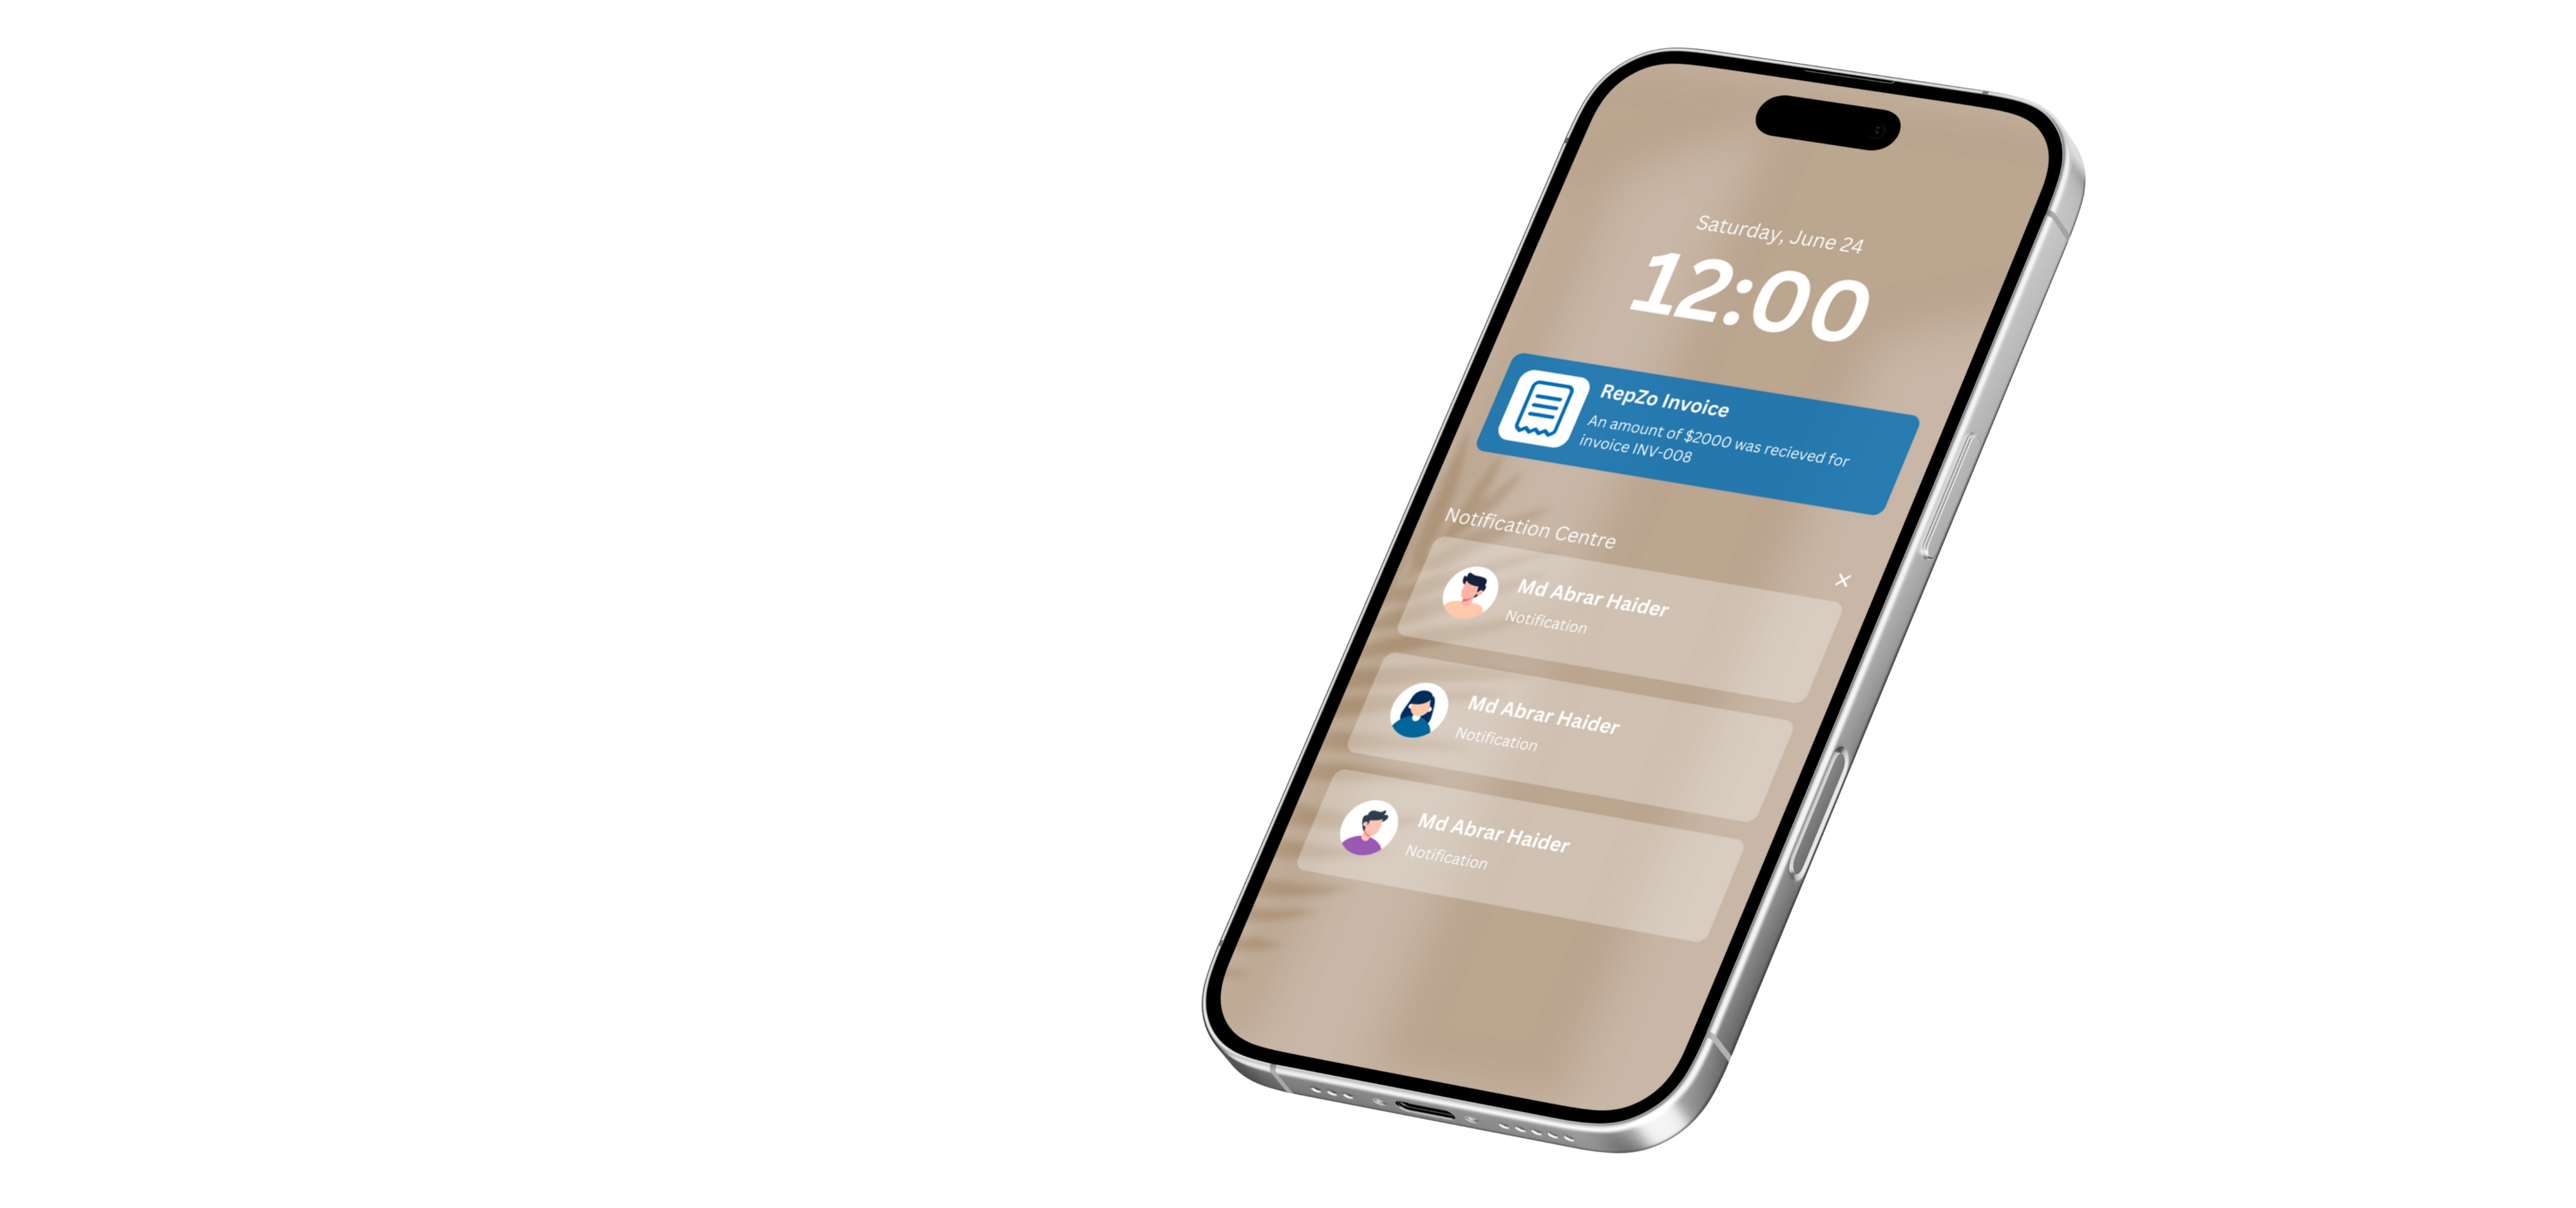 Saturday, June 24
12:00
RepZo Invoice
An amount of $2000 was recieved for
invoice INV-008
Notification Centre
Md Abrar Haider
Notification
Md Abrar Haider
Notification
Md Abrar Haider
Notification